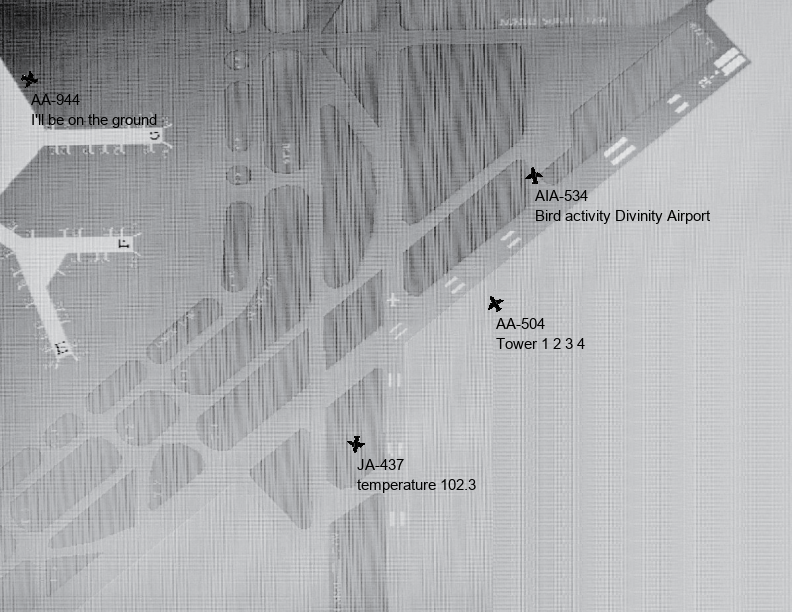 AA-944
I'll be on the ground
AIA-534
Bird activity Divinity Airport
AA-504
Tower 1 2 3 4
JA-437
temperature 102.3